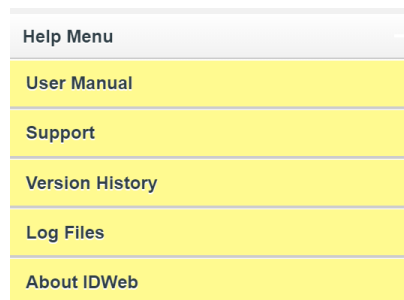 Help Menu
User Manual
Support
Version History
Log Files
About IDWeb